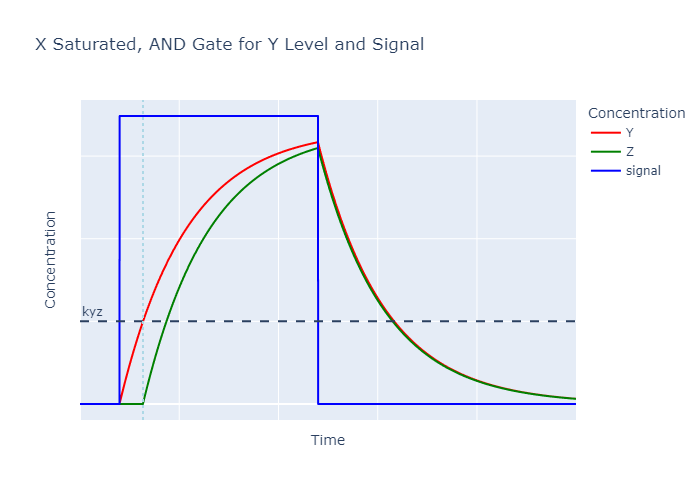 X Saturated, AND Gate for Y Level and Signal
Concentration
Y
Z
signal
kyz
Concentration
Time